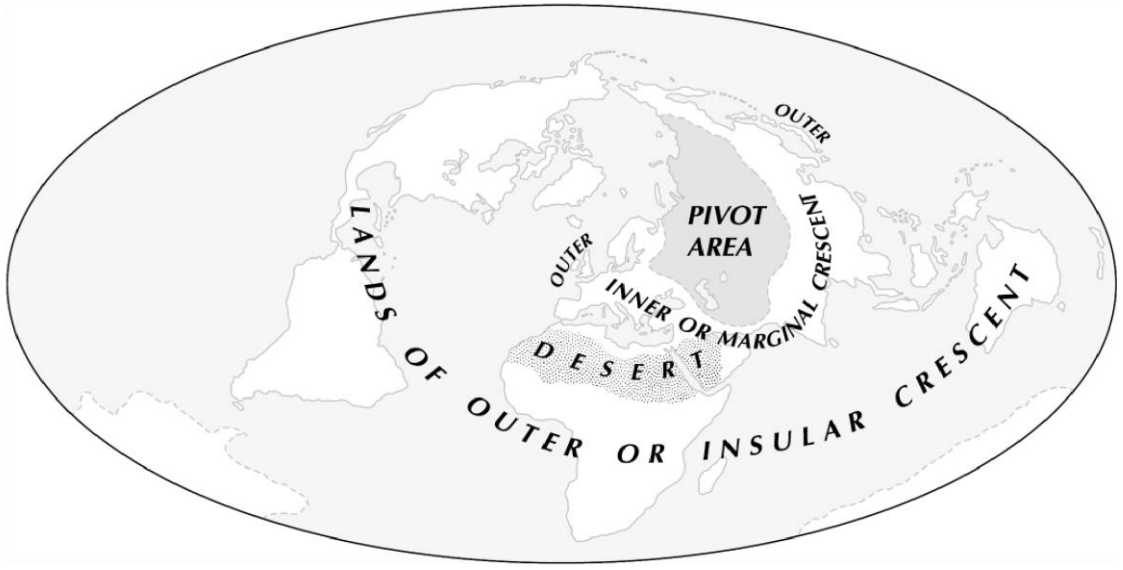 OUTER
PIVOT
AREA
OUTER
INNER OR MARGINAL CRESCENT
DESERT
LANDS OF OUTER OR INSULAR CRESCENT